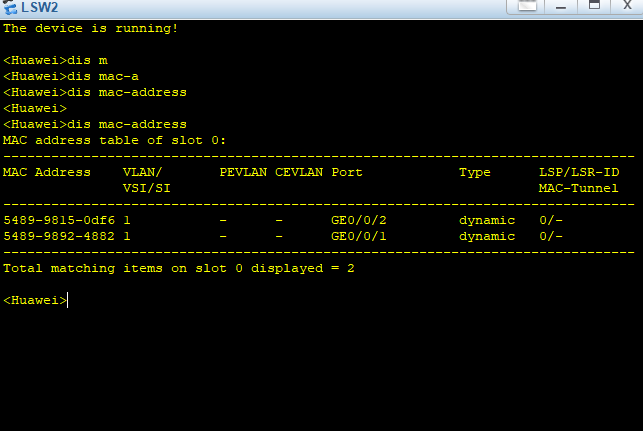 LSW2
The device is running!
<Huawei>dis m
<Huawei>dis mac-a
<Huawei>dis mac-address
<Huawei>
<Huawei>dis mac-address
MAC address table of slot 0:
-------------------------------------------------------------------------------
MAC Address    VLAN/       PEVLAN CEVLAN Port            Type      LSP/LSR-ID
               VSI/SI                                              MAC-Tunnel
-------------------------------------------------------------------------------
5489-9815-0df6 1           -      -      GE0/0/2         dynamic   0/-
5489-9892-4882 1           -      -      GE0/0/1         dynamic   0/-
-------------------------------------------------------------------------------
Total matching items on slot 0 displayed = 2
<Huawei>